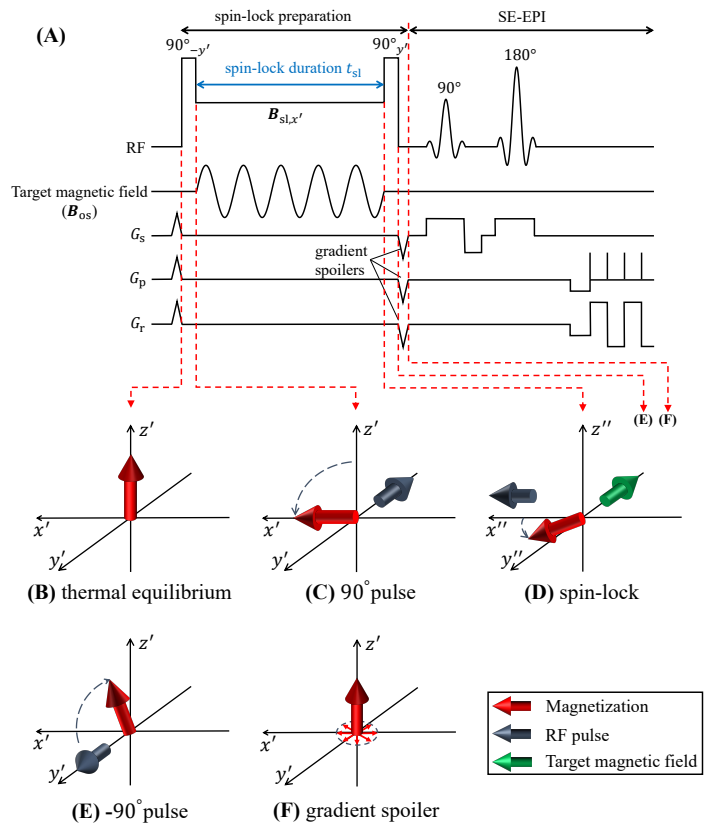 spin-lock preparation
SE-EPI
(A)
90°₋y′
90°y′
180°
spin-lock duration tsl
90°
Bsl,x′
RF
Target magnetic field
(Bos)
Gs
gradient
spoilers
Gp
Gr
(E) (F)
z′
z′
z′′
x′
x′
x′′
y′
y′
y′′
(B) thermal equilibrium
(C) 90°pulse
(D) spin-lock
z′
z′
x′
x′
y′
y′
Magnetization
RF pulse
Target magnetic field
(E) -90°pulse
(F) gradient spoiler